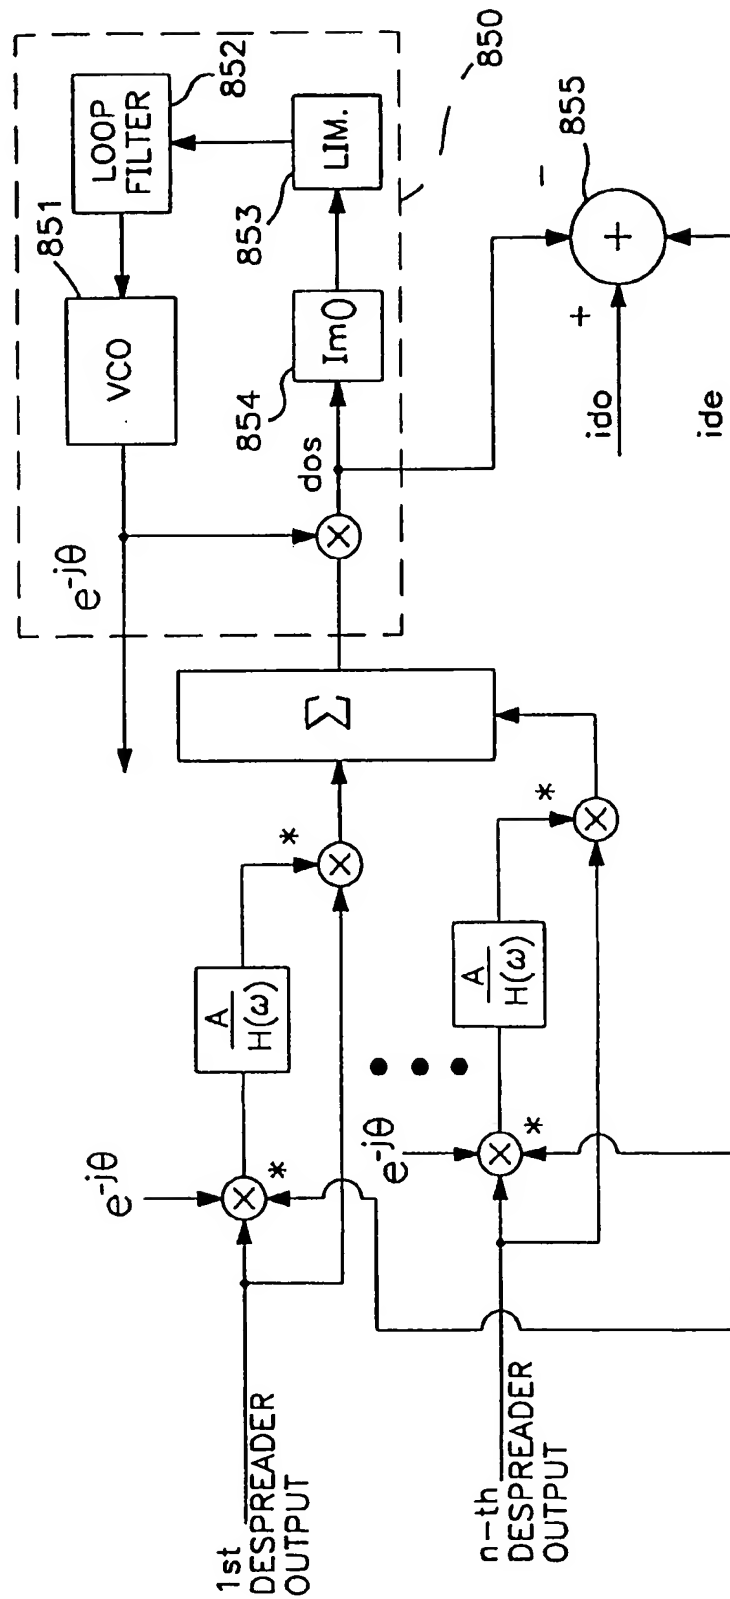 1st
DESPREADER
OUTPUT
n-th
DESPREADER
OUTPUT
e-jθ
*
A
H(ω)
*
e-jθ
*
A
H(ω)
*
Σ
e-jθ
dos
VCO
851
LOOP
FILTER
852
Im()
854
LIM.
853
850
ido
ide
+
-
+
855